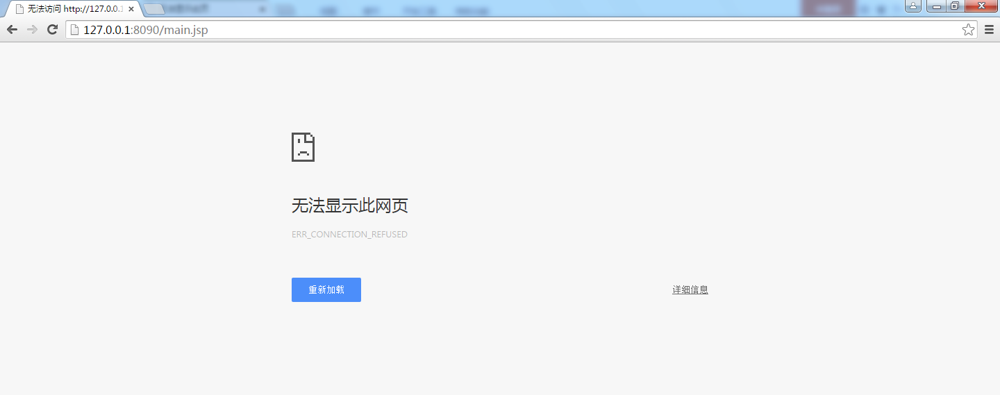 无法访问 http://127.0.0.1
127.0.0.1:8090/main.jsp
无法显示此网页
ERR_CONNECTION_REFUSED
重新加载
详细信息